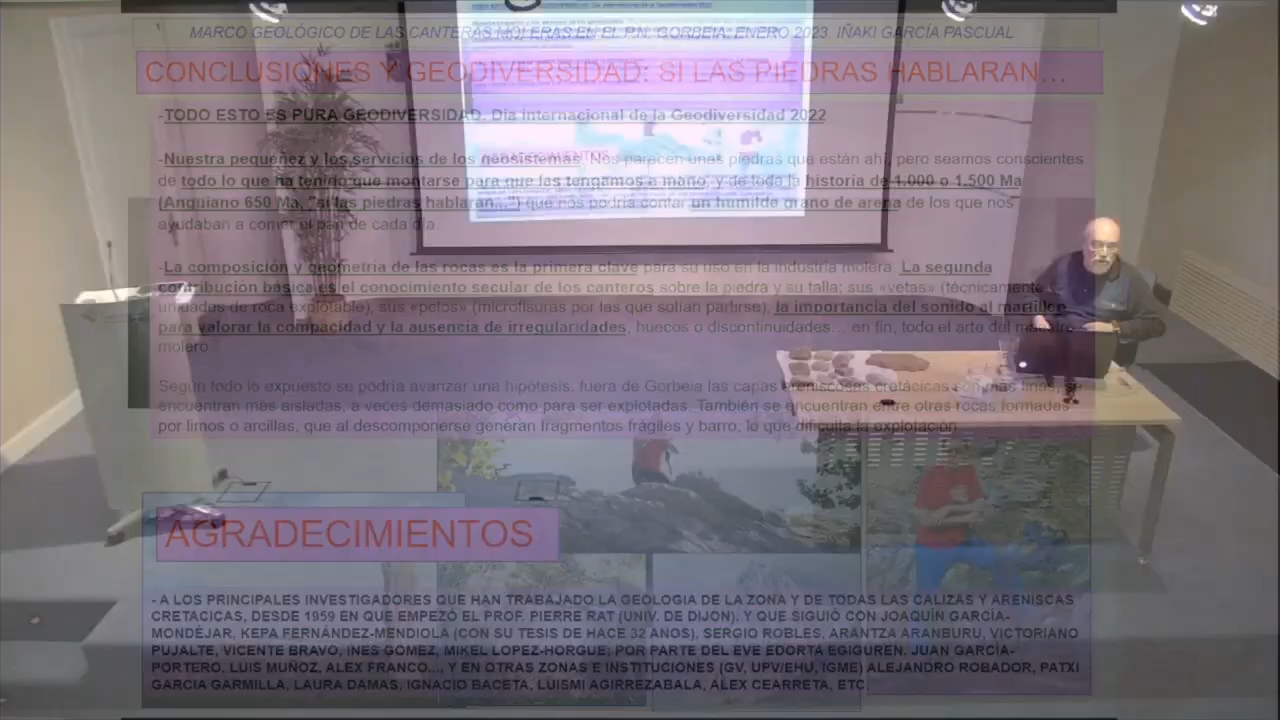 MARCO GEOLÓGICO DE LAS CANTERAS MOLERAS EN EL P.N. GORBEIA. ENERO 2023. IÑAKI GARCÍA PASCUAL
CONCLUSIONES Y GEODIVERSIDAD: SI LAS PIEDRAS HABLARAN...
-TODO ESTO ES PURA GEODIVERSIDAD. Dia internacional de la Geodiversidad 2022
-Nuestra pequeñez y los servicios de los geosistemas. Nos parecen unas piedras que están ahí, pero seamos conscientes
de todo lo que ha tenido que montarse para que las tengamos a mano, y de toda la historia de 1.000 o 1.500 Ma
(Anguiano 650 Ma, "si las piedras hablaran...") que nos podría contar un humilde grano de arena de los que nos
ayudaban a comer el pan de cada día
-La composición y geometria de las rocas es la primera clave para su uso en la industria molera. La segunda
contribución básica es el conocimiento secular de los canteros sobre la piedra y su talla; sus «vetas» (técnicamente
unidades de roca explotable), sus «pelos» (microfisuras por las que solían partirse), la importancia del sonido al martillo
para valorar la compacidad y la ausencia de irregularidades, huecos o discontinuidades... en fin, todo el arte del maestro
molero
Según todo lo expuesto se podría avanzar una hipótesis. fuera de Gorbeia las capas areniscosas cretácicas son más finas, se
encuentran más aisladas, a veces demasiado como para ser explotadas. También se encuentran entre otras rocas formadas
por limos o arcillas, que al descomponerse generan fragmentos frágiles y barro, lo que dificulta la explotación
AGRADECIMIENTOS
- A LOS PRINCIPALES INVESTIGADORES QUE HAN TRABAJADO LA GEOLOGIA DE LA ZONA Y DE TODAS LAS CALIZAS Y ARENISCAS
CRETACICAS, DESDE 1959 EN QUE EMPEZÓ EL PROF. PIERRE RAT (UNIV. DE DIJON). Y QUE SIGUIÓ CON JOAQUÍN GARCÍA-
MONDÉJAR, KEPA FERNÁNDEZ-MENDIOLA (CON SU TESIS DE HACE 32 ANOS), SERGIO ROBLES, ARANTZA ARANBURU, VICTORIANO
PUJALTE, VICENTE BRAVO, INES GOMEZ, MIKEL LOPEZ-HORGUE; POR PARTE DEL EVE EDORTA EGIGUREN. JUAN GARCÍA-
PORTERO, LUIS MUÑOZ, ALEX FRANCO.... Y EN OTRAS ZONAS E INSTITUCIONES (GV, UPV/EHU, IGME) ALEJANDRO ROBADOR, PATXI
GARCIA GARMILLA, LAURA DAMAS, IGNACIO BACETA, LUISMI AGIRREZABALA, ALEX CEARRETA, ETC.